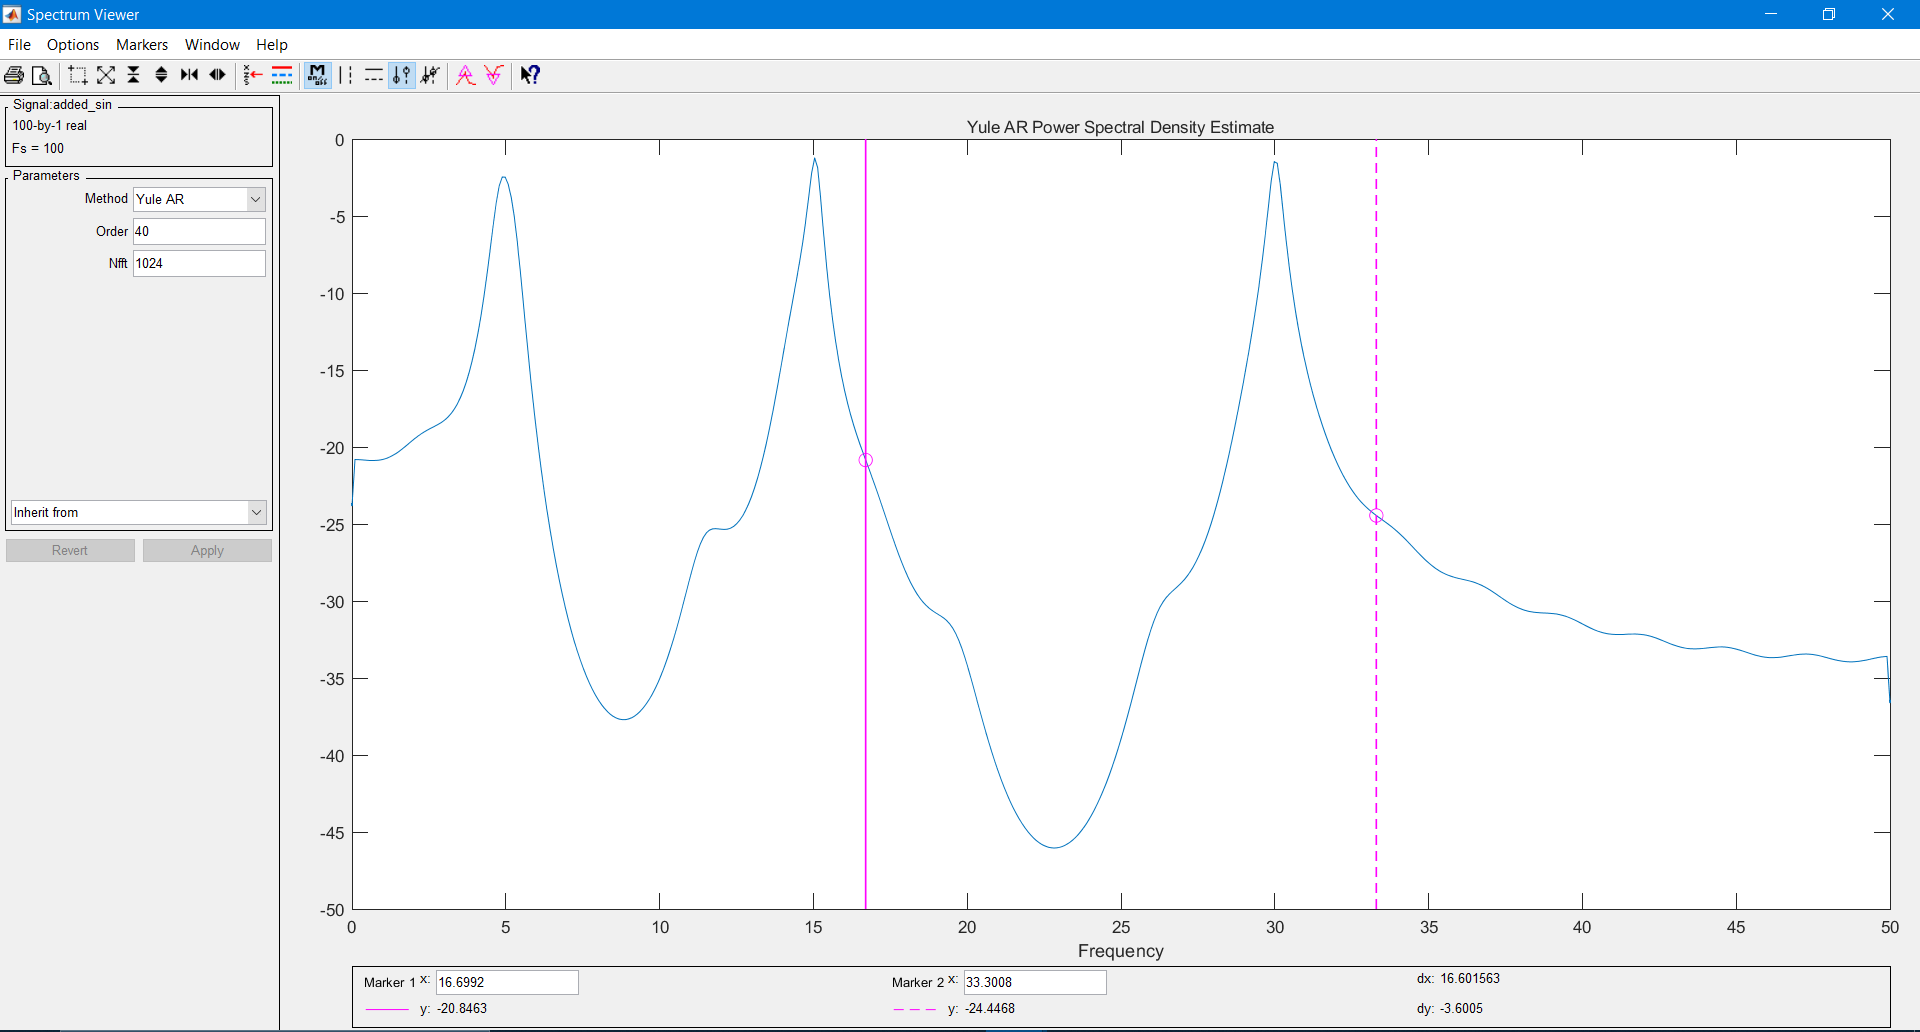 Spectrum Viewer
File Options Markers Window Help
Signal:added_sin
100-by-1 real
Fs = 100
Parameters
Method Yule AR
Order 40
Nfft 1024
Inherit from
Revert Apply
Yule AR Power Spectral Density Estimate
0
-5
-10
-15
-20
-25
-30
-35
-40
-45
-50
0 5 10 15 20 25 30 35 40 45 50
Frequency
Marker 1 x: 16.6992 Marker 2 x: 33.3008 dx: 16.601563
y: -20.8463 y: -24.4468 dy: -3.6005